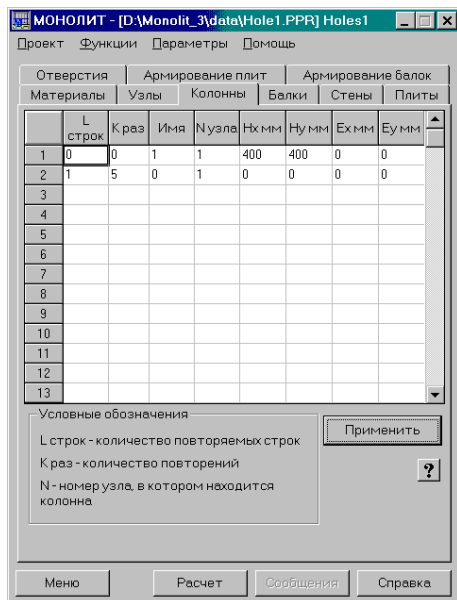 МОНОЛИТ - [D:\Monolit_3\data\Hole1.PPR] Holes1
Проект Функции Параметры Помощь
Отверстия Армирование плит Армирование балок
Материалы Узлы Колонны Балки Стены Плиты
L строк K раз Имя N узла Hx мм Hy мм Ex мм Ey мм
1 0 0 1 1 400 400 0 0
2 1 5 0 1 0 0 0 0
3
4
5
6
7
8
9
10
11
12
13
Условные обозначения
L строк - количество повторяемых строк
K раз - количество повторений
N - номер узла, в котором находится
колонна
Применить
?
Меню Расчет Сообщения Справка